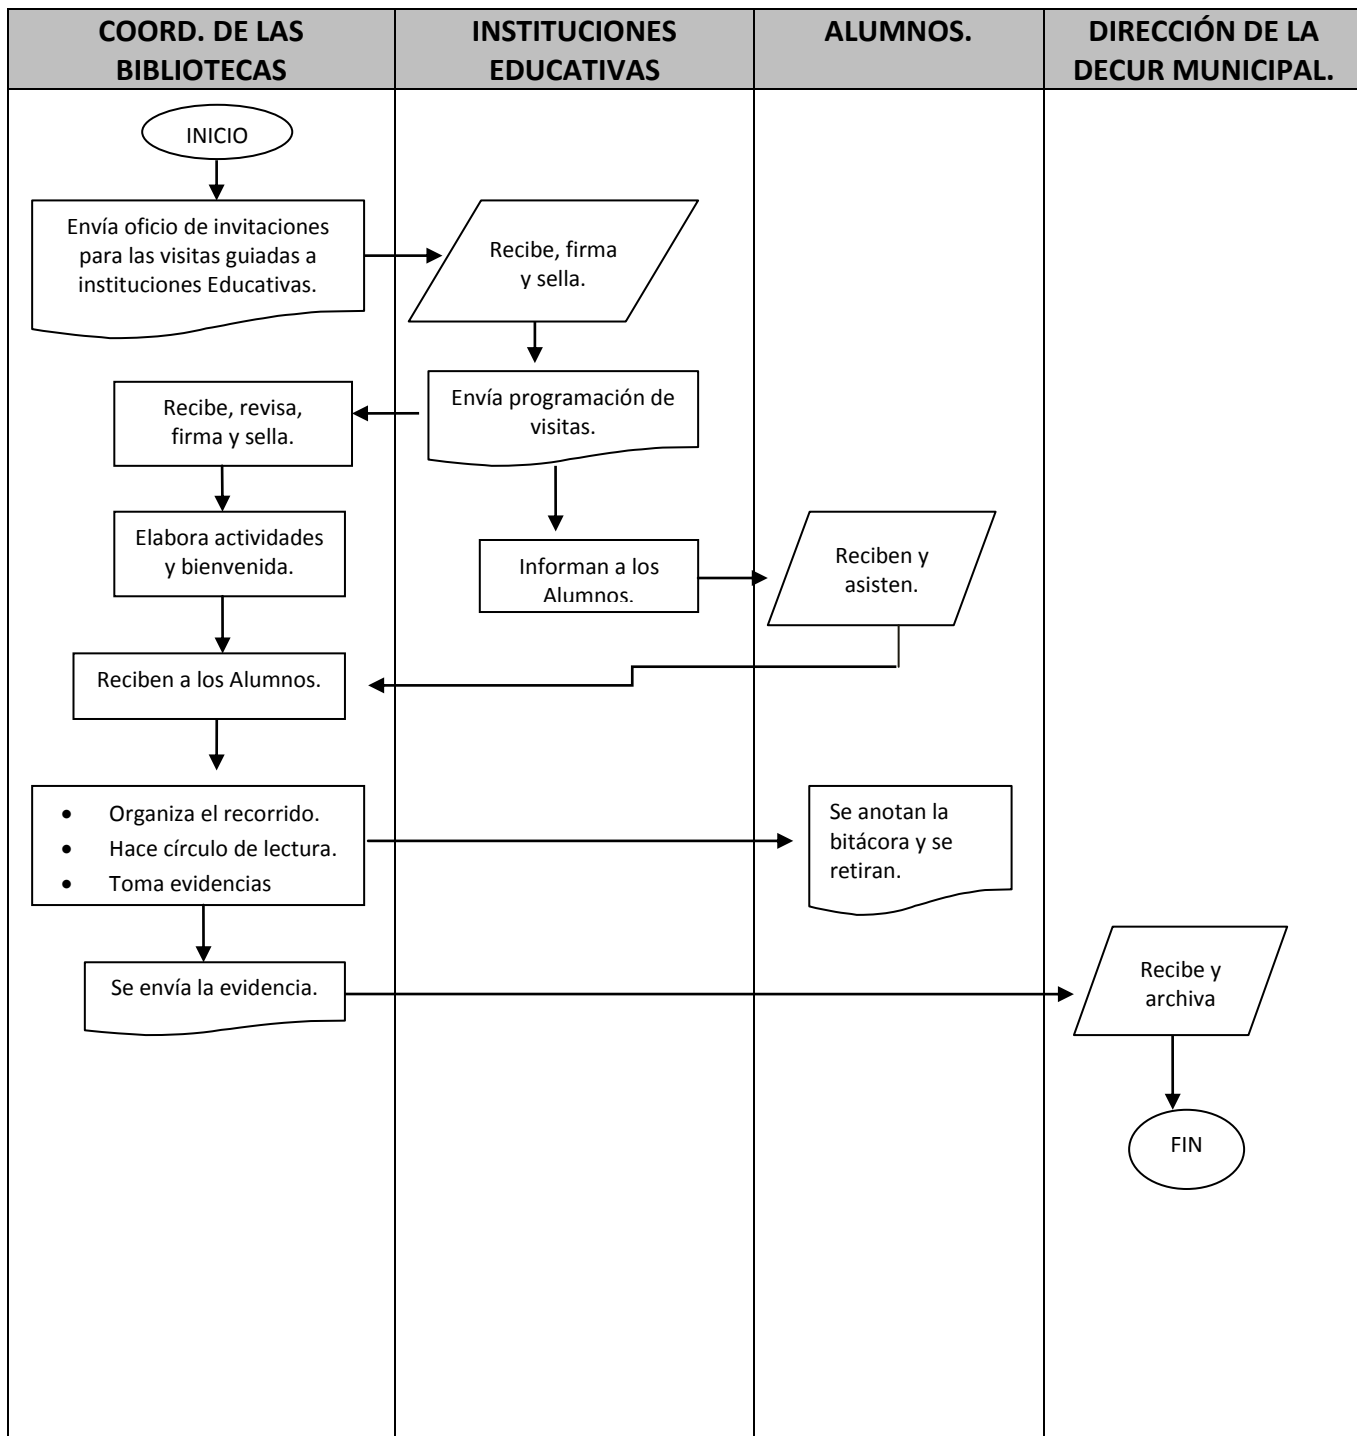 COORD. DE LAS
BIBLIOTECAS
INSTITUCIONES
EDUCATIVAS
ALUMNOS.
DIRECCIÓN DE LA
DECUR MUNICIPAL.
INICIO
Envía oficio de invitaciones
para las visitas guiadas a
instituciones Educativas.
Recibe, firma
y sella.
Envía programación de
visitas.
Recibe, revisa,
firma y sella.
Elabora actividades
y bienvenida.
Informan a los
Alumnos.
Reciben y
asisten.
Reciben a los Alumnos.
• Organiza el recorrido.
• Hace círculo de lectura.
• Toma evidencias
Se anotan la
bitácora y se
retiran.
Se envía la evidencia.
Recibe y
archiva
FIN